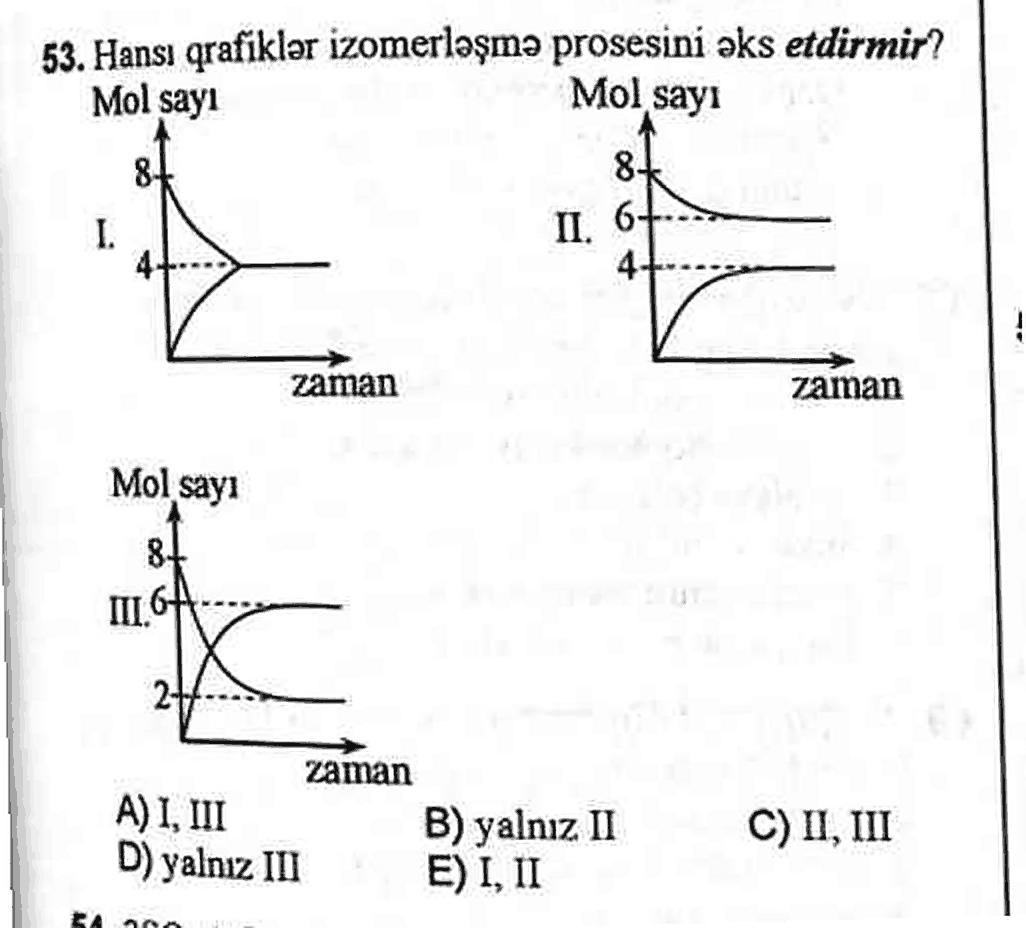 53. Hansı qrafiklər izomerləşmə prosesini əks etdirmir?
Mol sayı
8
I.
4
zaman
Mol sayı
8
II. 6
4
zaman
Mol sayı
8
III. 6
2
zaman
A) I, III
B) yalnız II
C) II, III
D) yalnız III
E) I, II
54